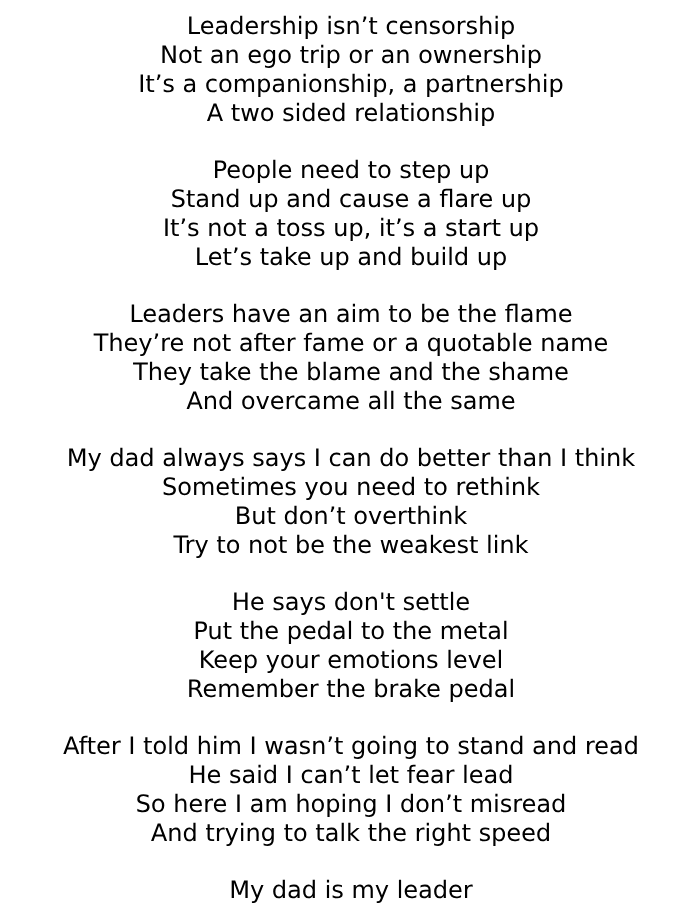 Leadership isn’t censorship
Not an ego trip or an ownership
It’s a companionship, a partnership
A two sided relationship
People need to step up
Stand up and cause a flare up
It’s not a toss up, it’s a start up
Let’s take up and build up
Leaders have an aim to be the flame
They’re not after fame or a quotable name
They take the blame and the shame
And overcame all the same
My dad always says I can do better than I think
Sometimes you need to rethink
But don’t overthink
Try to not be the weakest link
He says don't settle
Put the pedal to the metal
Keep your emotions level
Remember the brake pedal
After I told him I wasn’t going to stand and read
He said I can’t let fear lead
So here I am hoping I don’t misread
And trying to talk the right speed
My dad is my leader